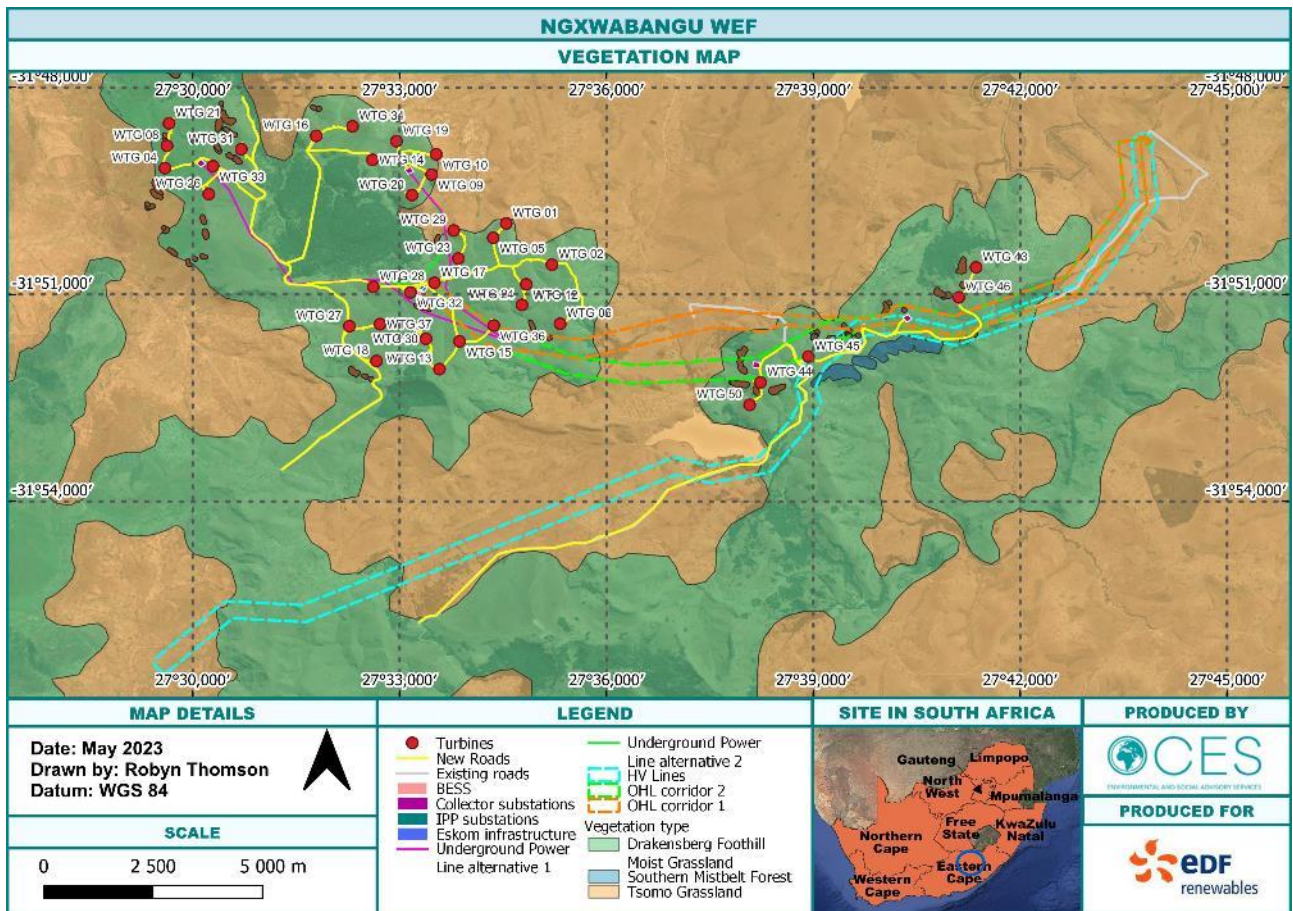 NGXWABANGU WEF
VEGETATION MAP
-31°48,000' -31°48,000'
27°30,000' 27°33,000' 27°36,000' 27°39,000' 27°42,000' 27°45,000'
WTG 21
WTG 08
WTG 31
WTG 04
WTG 26
WTG 33
WTG 16
WTG 34
WTG 19
WTG 14
WTG 10
WTG 20
WTG 09
WTG 29
WTG 01
WTG 23
WTG 05
WTG 02
WTG 43
-31°51,000' -31°51,000'
WTG 28
WTG 17
WTG 24
WTG 12
WTG 46
WTG 32
WTG 06
WTG 27
WTG 37
WTG 30
WTG 36
WTG 18
WTG 13
WTG 15
WTG 45
WTG 44
WTG 50
-31°54,000' -31°54,000'
27°30,000' 27°33,000' 27°36,000' 27°39,000' 27°42,000' 27°45,000'
MAP DETAILS
Date: May 2023
Drawn by: Robyn Thomson
Datum: WGS 84
SCALE
0 2 500 5 000 m
LEGEND
Turbines
New Roads
Existing roads
BESS
Collector substations
IPP substations
Eskom infrastructure
Underground Power
Line alternative 1
Underground Power
Line alternative 2
HV Lines
OHL corridor 2
OHL corridor 1
Vegetation type
Drakensberg Foothill
Moist Grassland
Southern Mistbelt Forest
Tsomo Grassland
SITE IN SOUTH AFRICA
Gauteng
Limpopo
North
West
Mpumalanga
Free
State
KwaZulu
Natal
Northern
Cape
Eastern
Cape
Western
Cape
PRODUCED BY
CES
ENVIRONMENTAL AND SOCIAL ADVISORY SERVICES
PRODUCED FOR
eDF
renewables